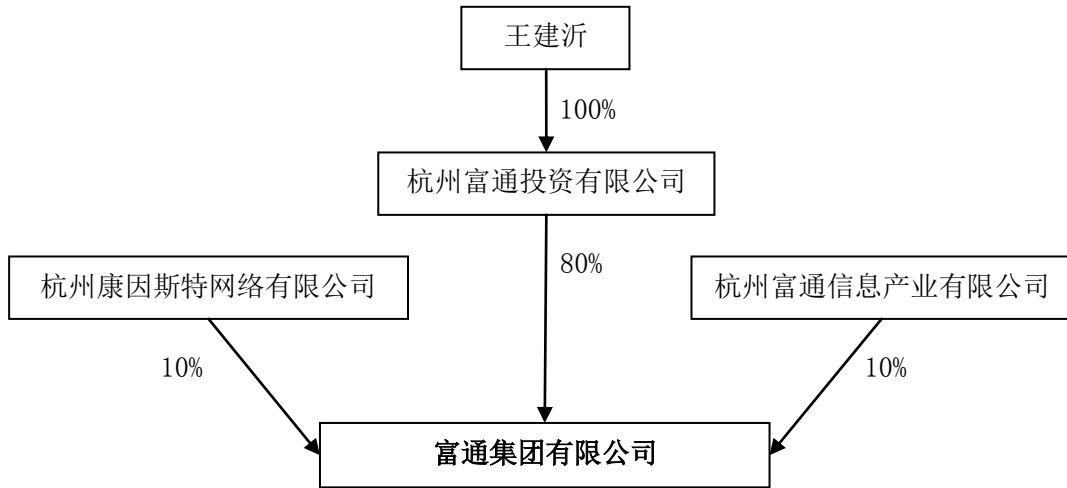 王建沂
100%
杭州富通投资有限公司
80%
杭州康因斯特网络有限公司
杭州富通信息产业有限公司
10%
10%
富通集团有限公司